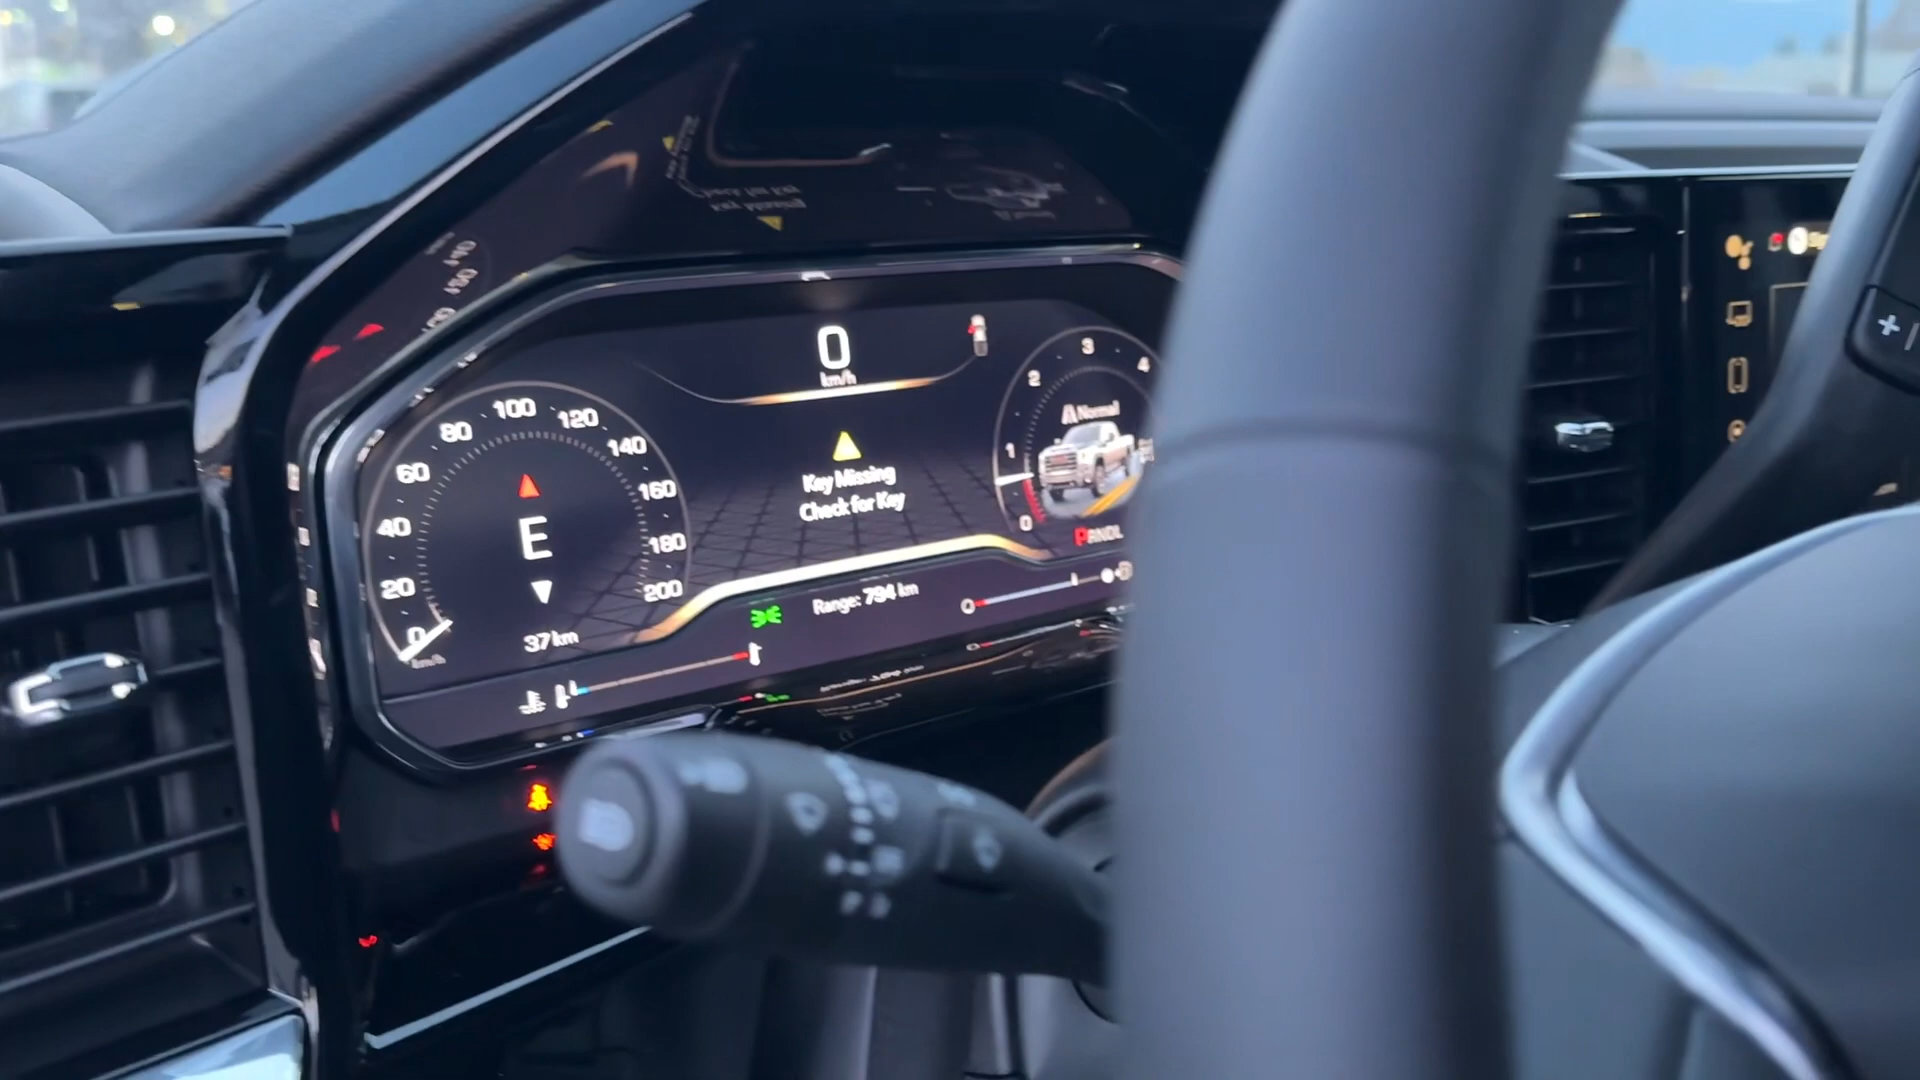 0
km/h
Key Missing
Check for Key
0
20
40
60
80
100
120
140
160
180
200
km/h
E
37 km
0
1
2
3
4
Normal
PRNDL
Range: 794 km